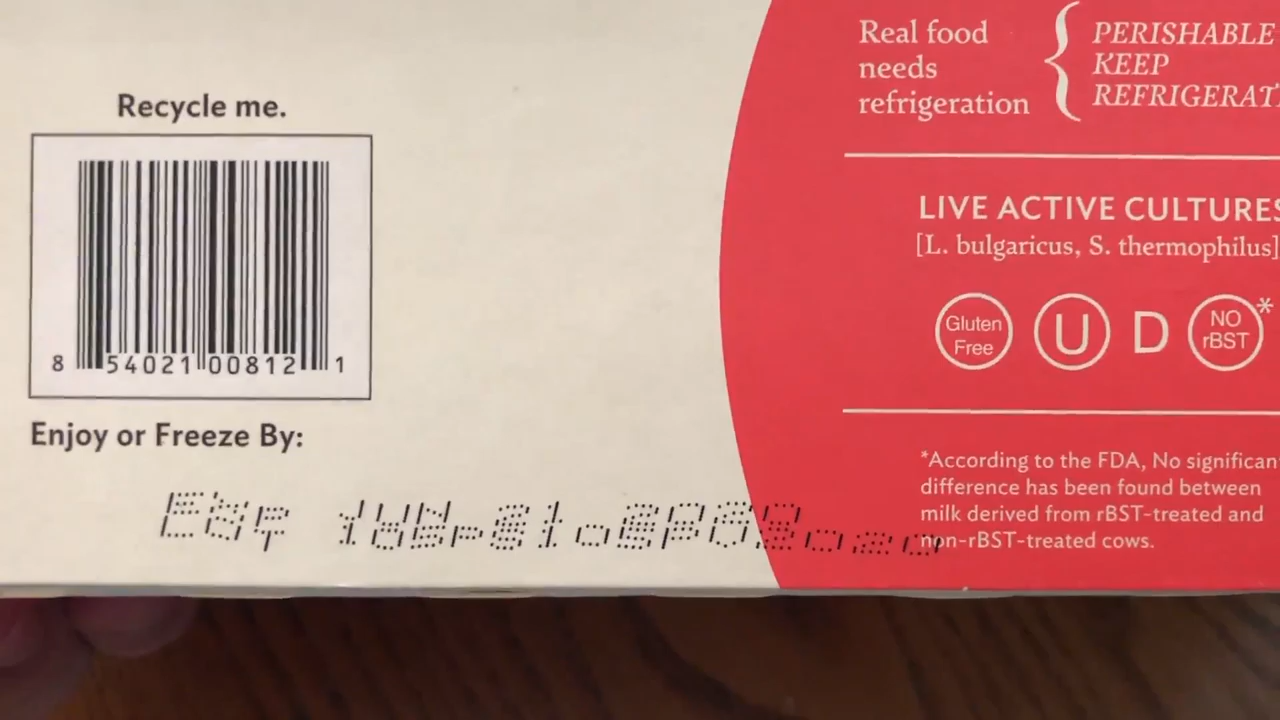 Real food
needs
refrigeration
PERISHABLE
KEEP
REFRIGERAT
Recycle me.
8 54021 00812 1
LIVE ACTIVE CULTURES
[L. bulgaricus, S. thermophilus]
Gluten
Free
U D
NO
rBST*
Enjoy or Freeze By:
*According to the FDA, No significan
difference has been found between
milk derived from rBST-treated and
non-rBST-treated cows.